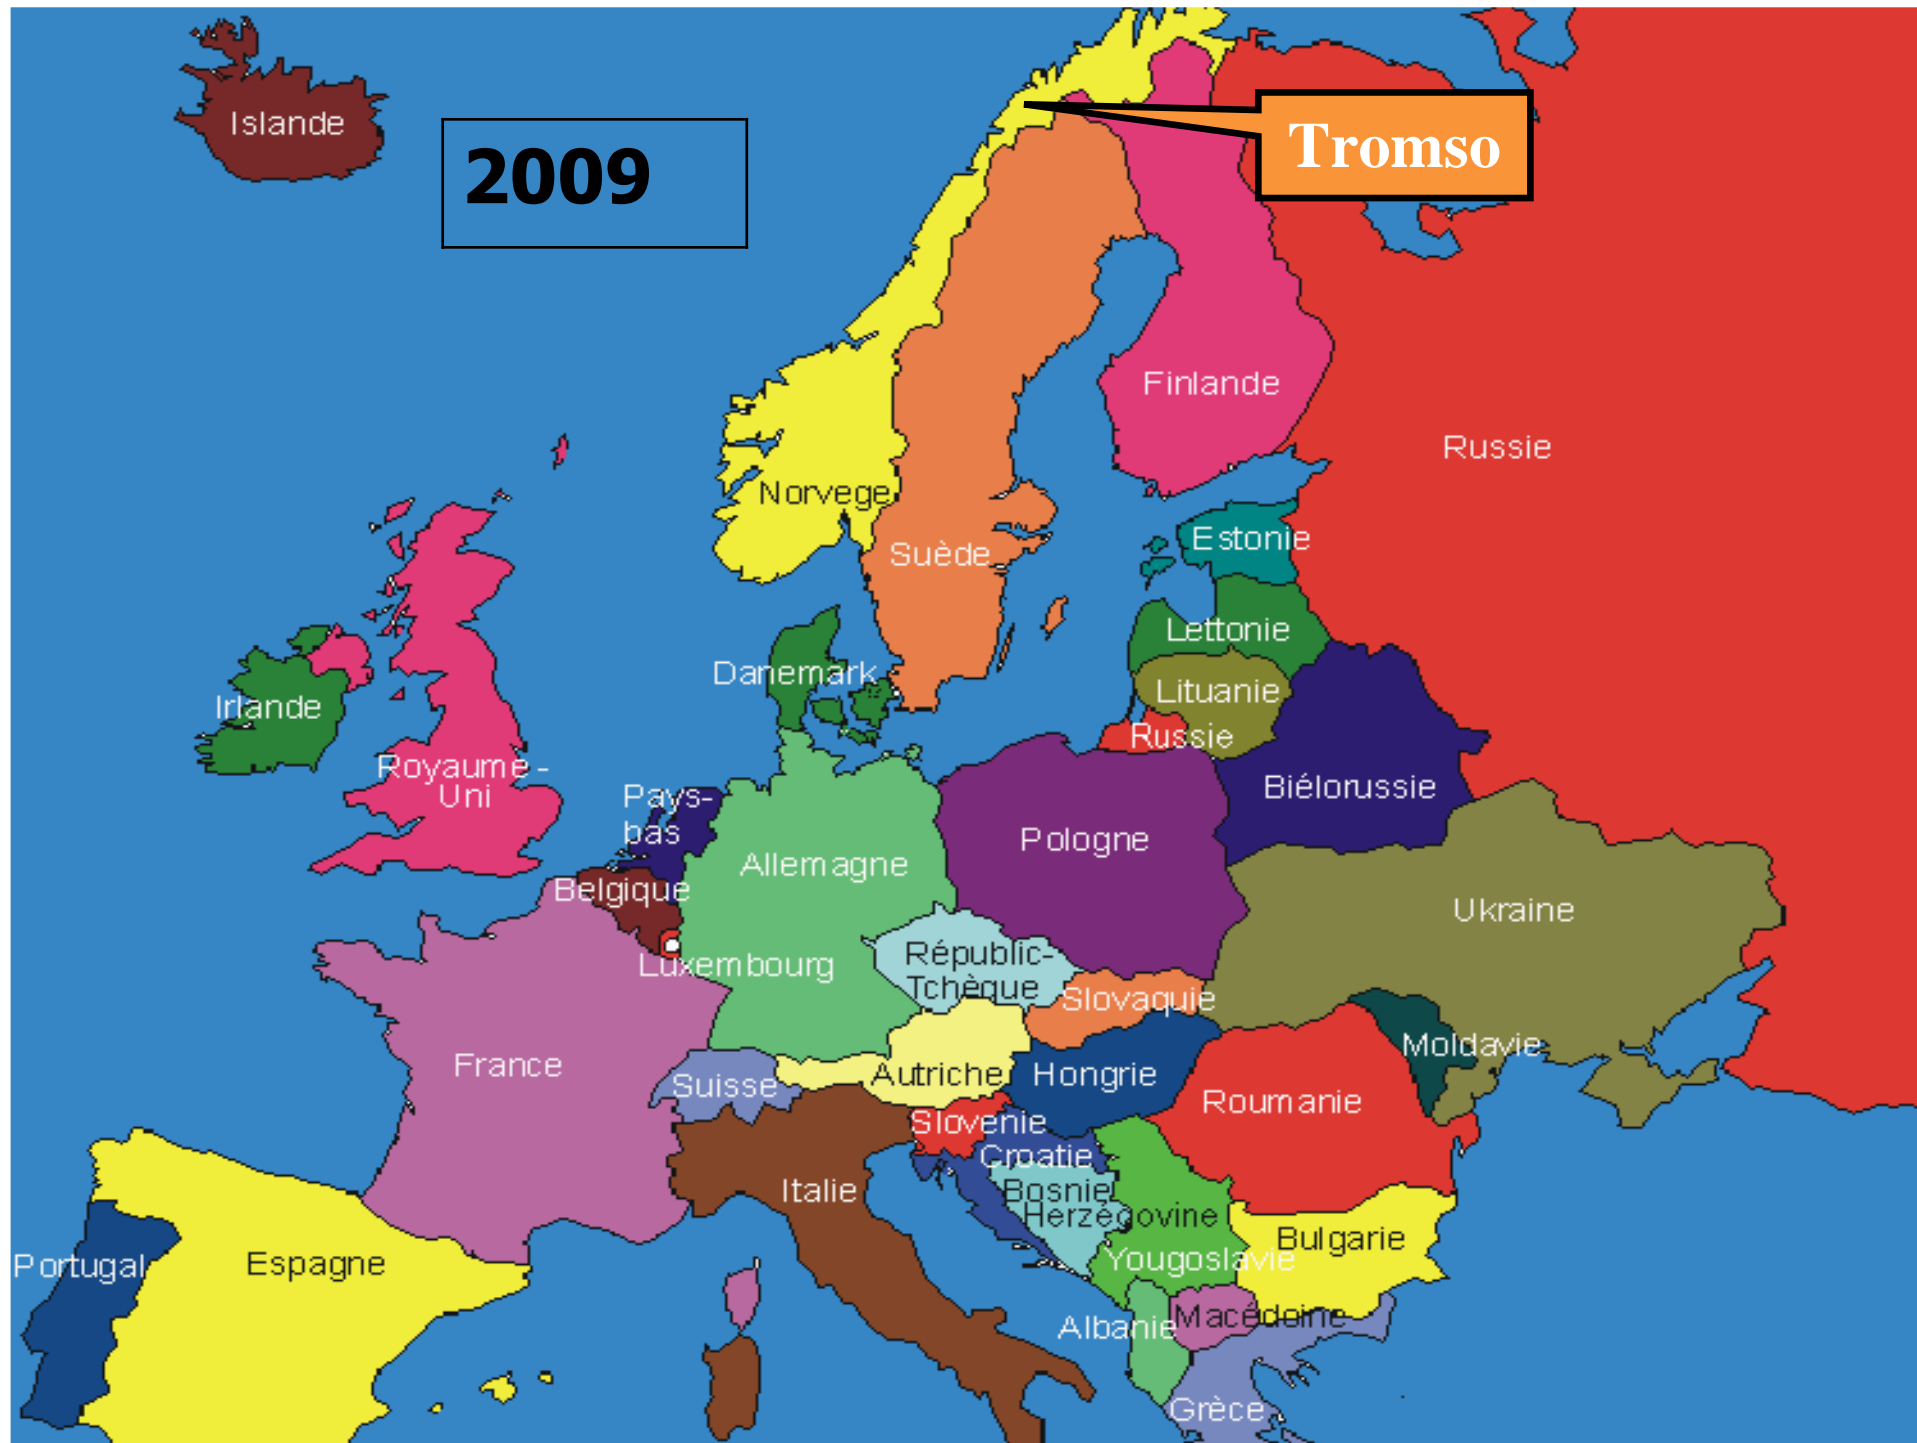 Islande
2009
Tromso
Finlande
Russie
Norvege
Suède
Estonie
Lettonie
Danemark
Lituanie
Irlande
Russie
Royaume-
Uni
Pays-
bas
Biélorussie
Pologne
Allemagne
Belgique
Ukraine
Républic-
Tchèque
Luxembourg
Slovaquie
Moldavie
France
Suisse
Autriche
Hongrie
Roumanie
Slovenie
Croatie
Italie
Bosnie
Herzégovine
Bulgarie
Yougoslavie
Portugal
Espagne
Macédoine
Albanie
Grèce